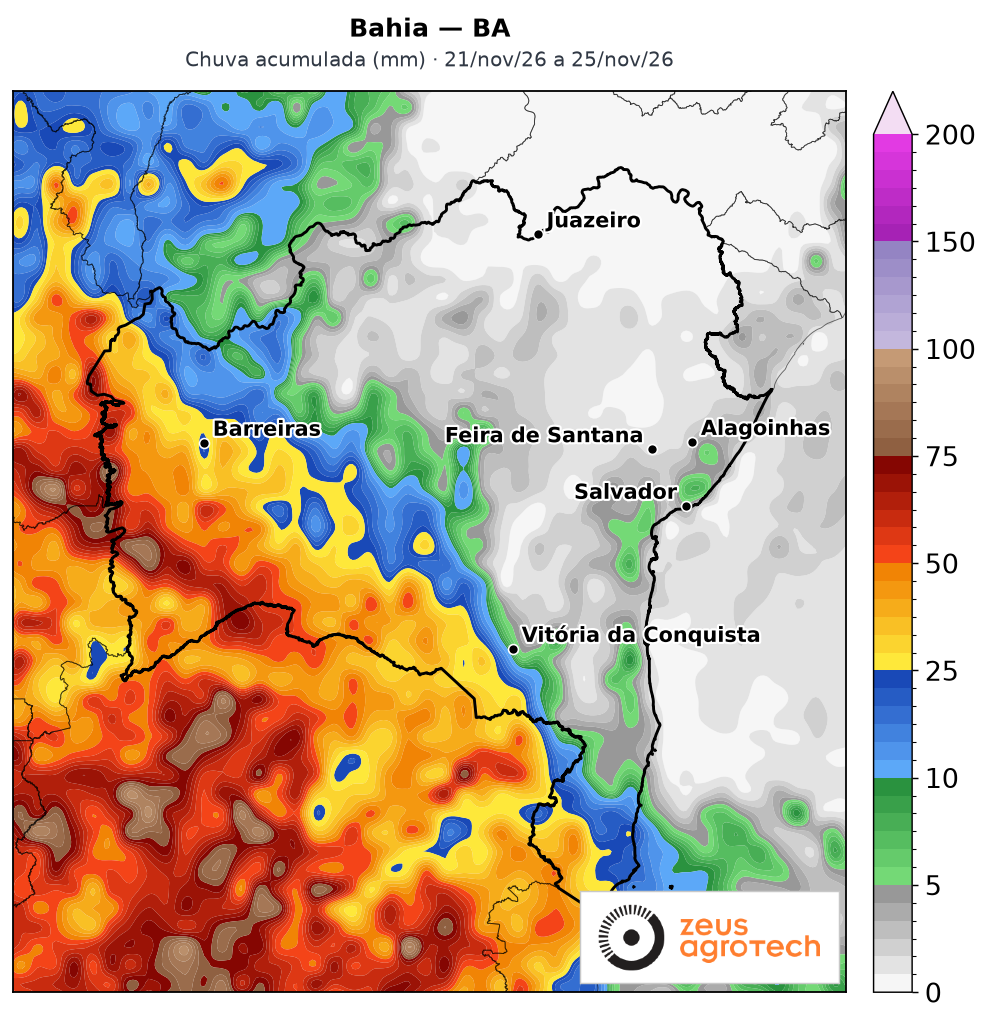 Bahia — BA
Chuva acumulada (mm) · 21/nov/26 a 25/nov/26
Juazeiro
Barreiras
Feira de Santana
Alagoinhas
Salvador
Vitória da Conquista
200
150
100
75
50
25
10
5
0
zeus
agrotech